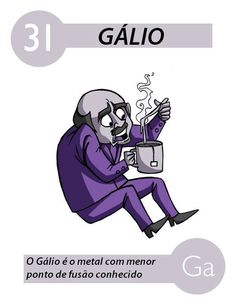 31
GÁLIO
O Gálio é o metal com menor
ponto de fusão conhecido
Ga